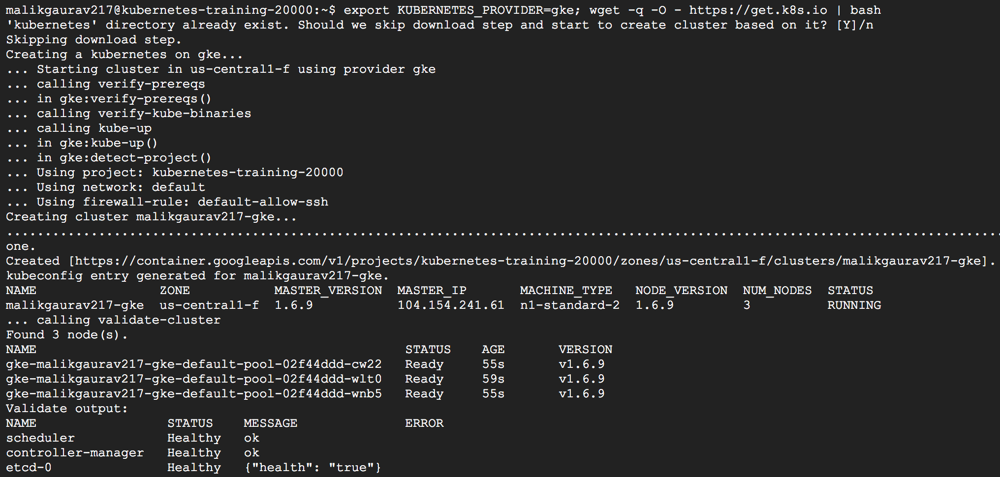 malikgaurav217@kubernetes-training-20000:~$ export KUBERNETES_PROVIDER=gke; wget -q -O - https://get.k8s.io | bash
'kubernetes' directory already exist. Should we skip download step and start to create cluster based on it? [Y]/n
Skipping download step.
Creating a kubernetes on gke...
... Starting cluster in us-central1-f using provider gke
... calling verify-prereqs
... in gke:verify-prereqs()
... calling verify-kube-binaries
... calling kube-up
... in gke:kube-up()
... in gke:detect-project()
... Using project: kubernetes-training-20000
... Using network: default
... Using firewall-rule: default-allow-ssh
Creating cluster malikgaurav217-gke...
..................................................................................................................................
one.
Created [https://container.googleapis.com/v1/projects/kubernetes-training-20000/zones/us-central1-f/clusters/malikgaurav217-gke].
kubeconfig entry generated for malikgaurav217-gke.
NAME                ZONE           MASTER_VERSION  MASTER_IP       MACHINE_TYPE   NODE_VERSION  NUM_NODES  STATUS
malikgaurav217-gke  us-central1-f  1.6.9           104.154.241.61  n1-standard-2  1.6.9         3          RUNNING
... calling validate-cluster
Found 3 node(s).
NAME                                                STATUS    AGE       VERSION
gke-malikgaurav217-gke-default-pool-02f44ddd-cw22   Ready     55s       v1.6.9
gke-malikgaurav217-gke-default-pool-02f44ddd-wlt0   Ready     59s       v1.6.9
gke-malikgaurav217-gke-default-pool-02f44ddd-wnb5   Ready     55s       v1.6.9
Validate output:
NAME                 STATUS    MESSAGE              ERROR
scheduler            Healthy   ok
controller-manager   Healthy   ok
etcd-0               Healthy   {"health": "true"}